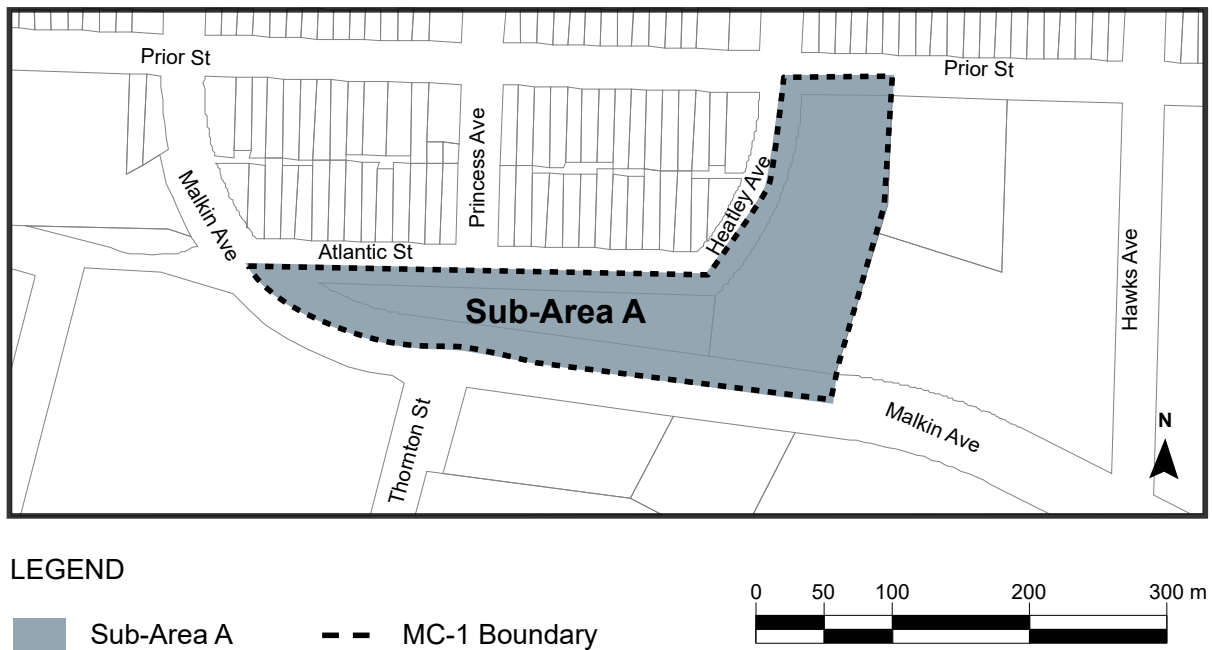 Prior St
Prior St
Princess Ave
Heatley Ave
Malkin Ave
Atlantic St
Sub-Area A
Hawks Ave
Malkin Ave
Thornton St
N
LEGEND
Sub-Area A
MC-1 Boundary
0 50 100 200 300 m